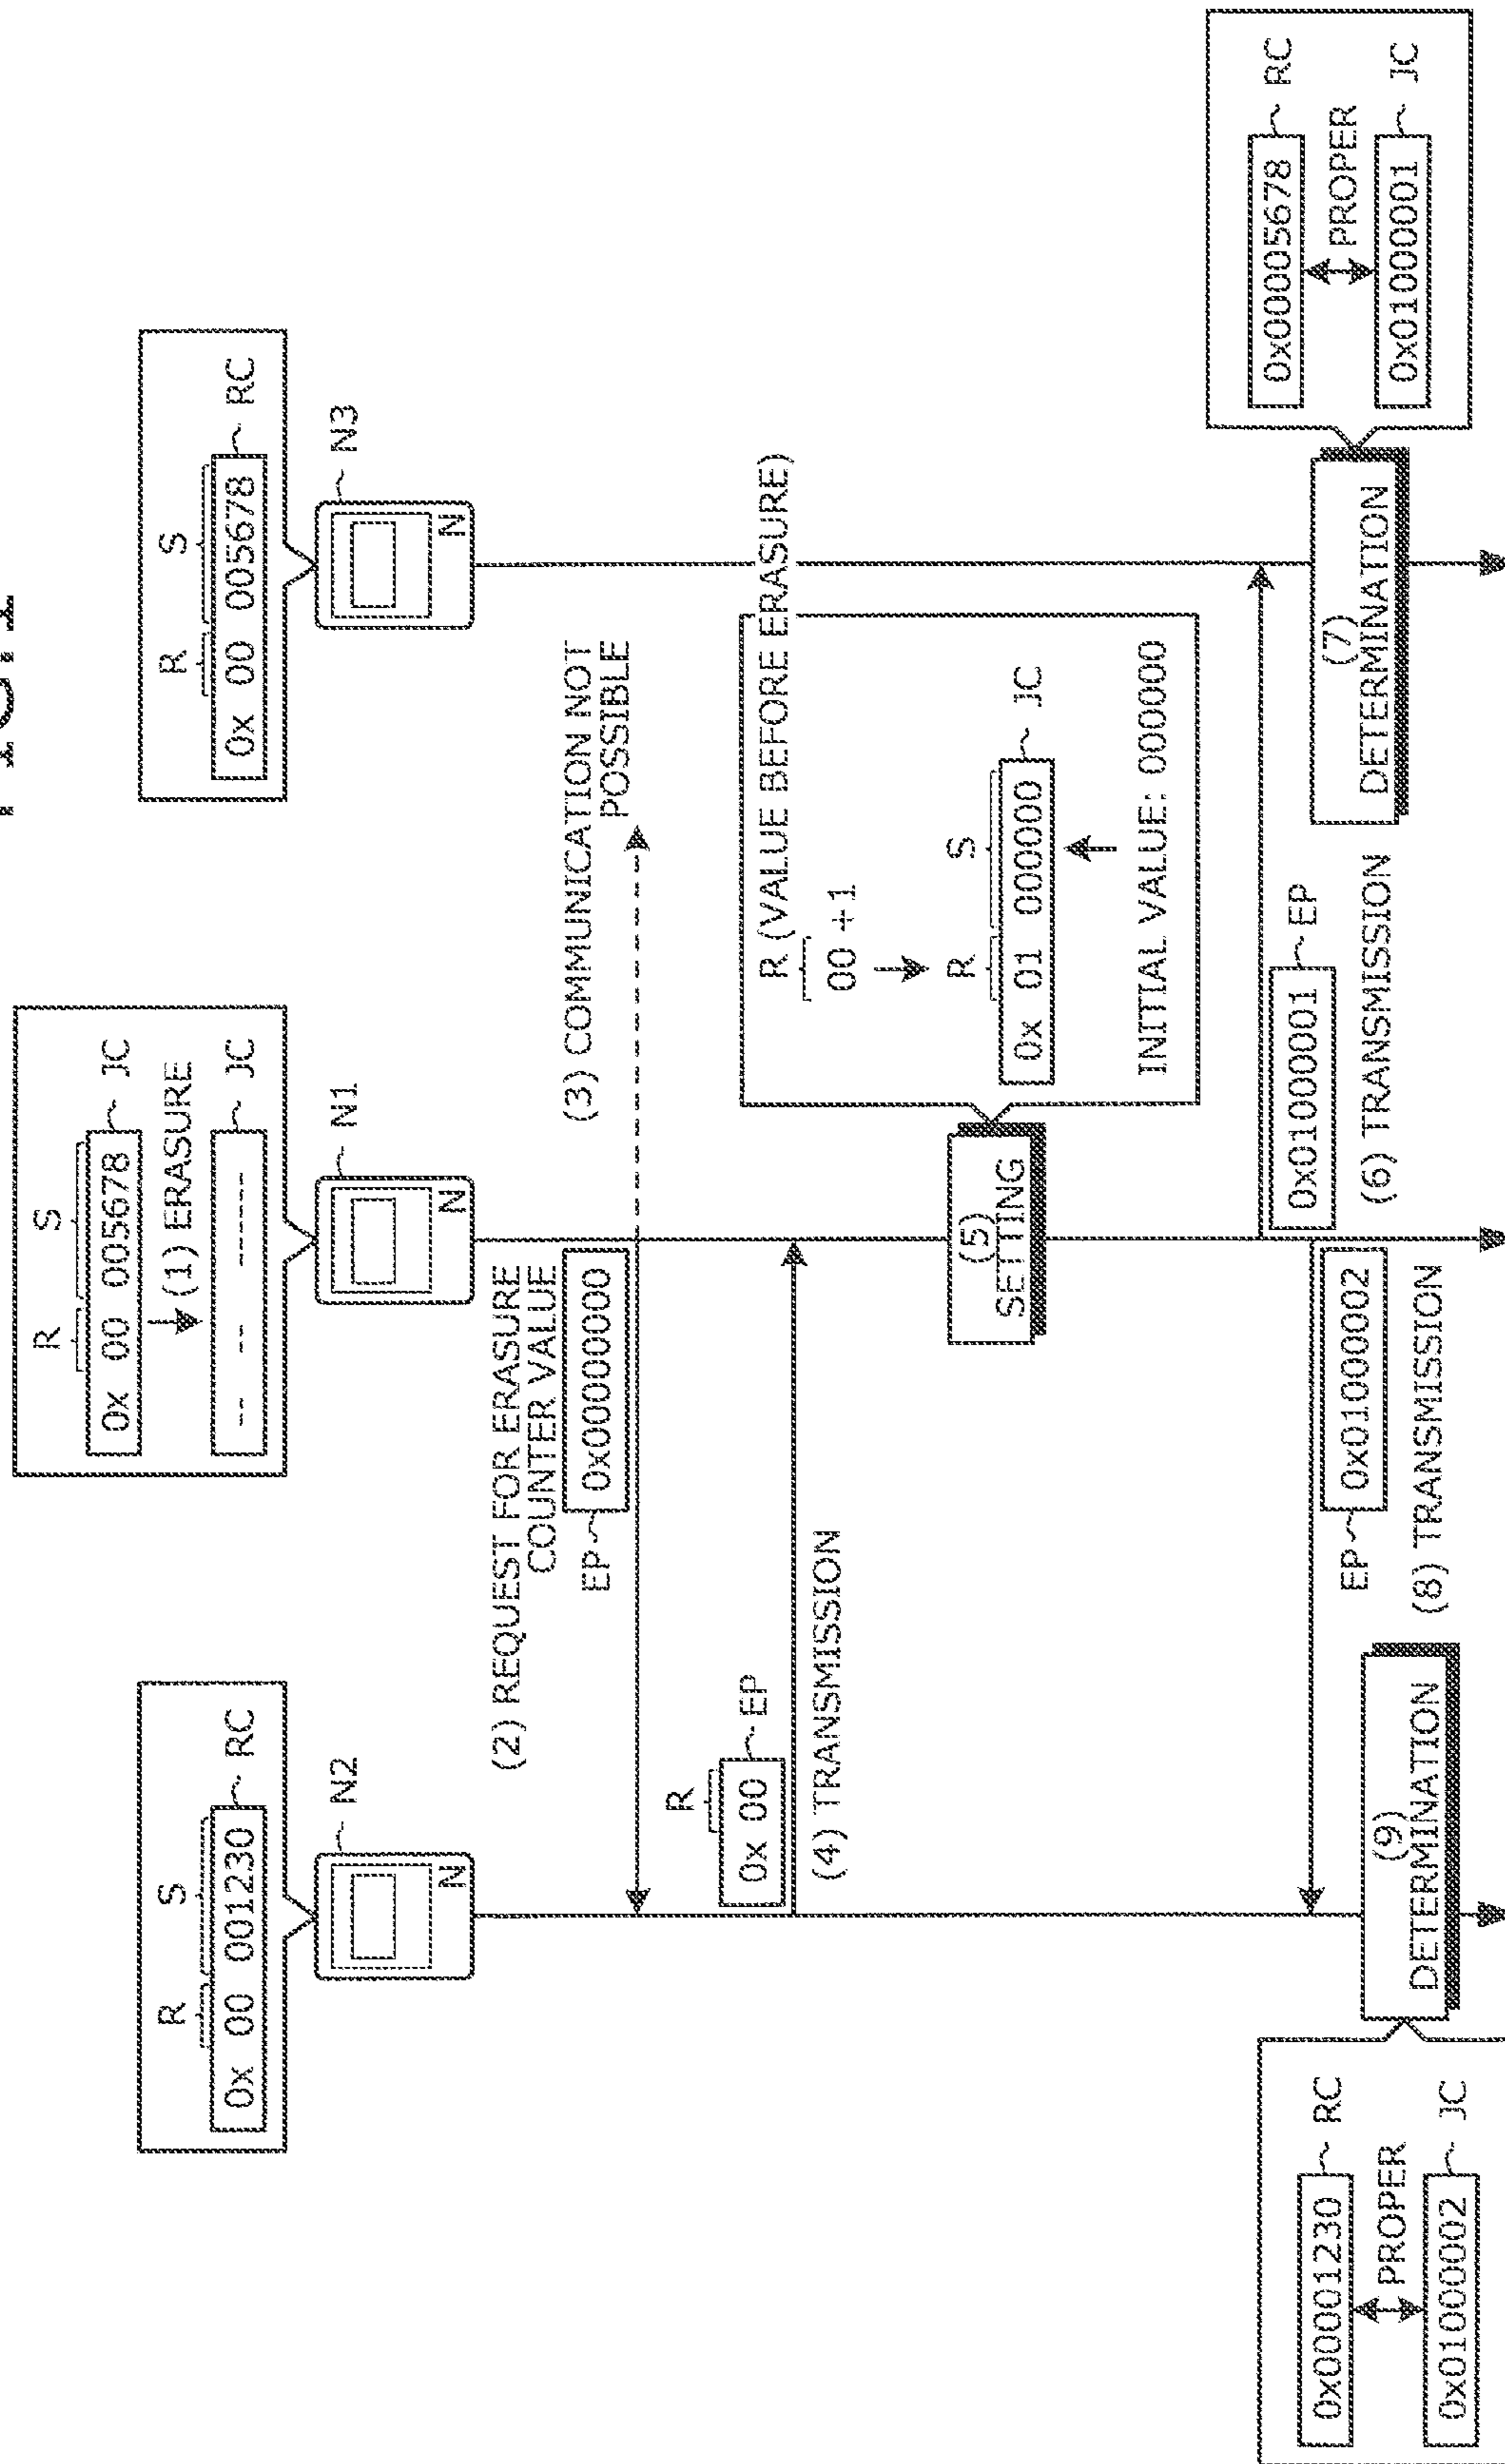 FIG.1
R S
0x 00 001230 RC
N2
N
R S
0x 00 005678 JC
(1) ERASURE
-- -- ------ JC
N1
N
R S
0x 00 005678 RC
N3
N
(2) REQUEST FOR ERASURE
COUNTER VALUE
EP 0x00000000
(3) COMMUNICATION NOT
POSSIBLE
R
0x 00 EP
(4) TRANSMISSION
(5)
SETTING
R (VALUE BEFORE ERASURE)
00 +1
R S
0x 01 000000 JC
INITIAL VALUE: 000000
0x01000001 EP
(6) TRANSMISSION
(7)
DETERMINATION
0x00005678 RC
PROPER
0x01000001 JC
EP 0x01000002
(8) TRANSMISSION
(9)
DETERMINATION
0x00001230 RC
PROPER
0x01000002 JC